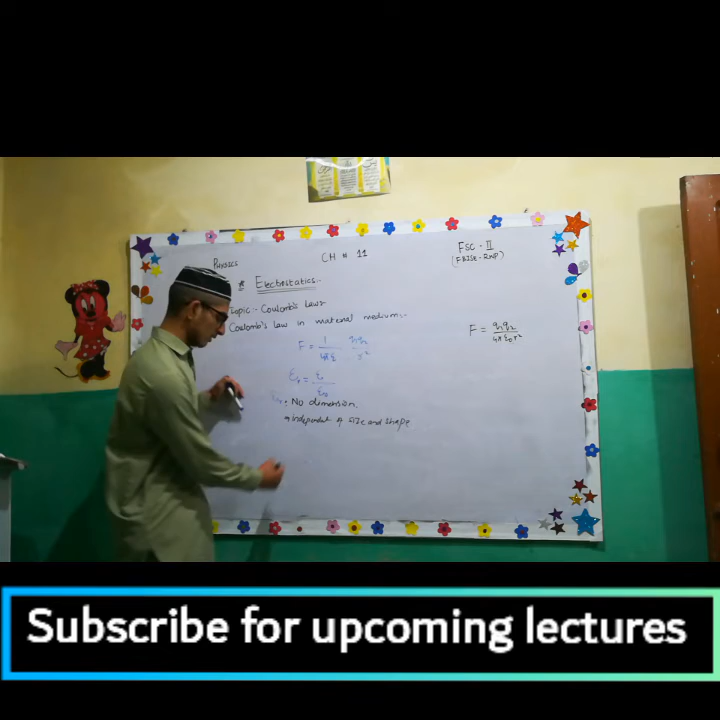 PHYSICS
CH # 11
FSC - II
(FBISE - RWP)
* Electrostatics:-
Topic:- Coulomb's Law
Coulomb's Law in material medium:-
F = 1/4πε q1q2/r²
F = q1q2/4πε0r²
εr = ε/ε0
• No dimension.
Independent of size and shape
Subscribe for upcoming lectures